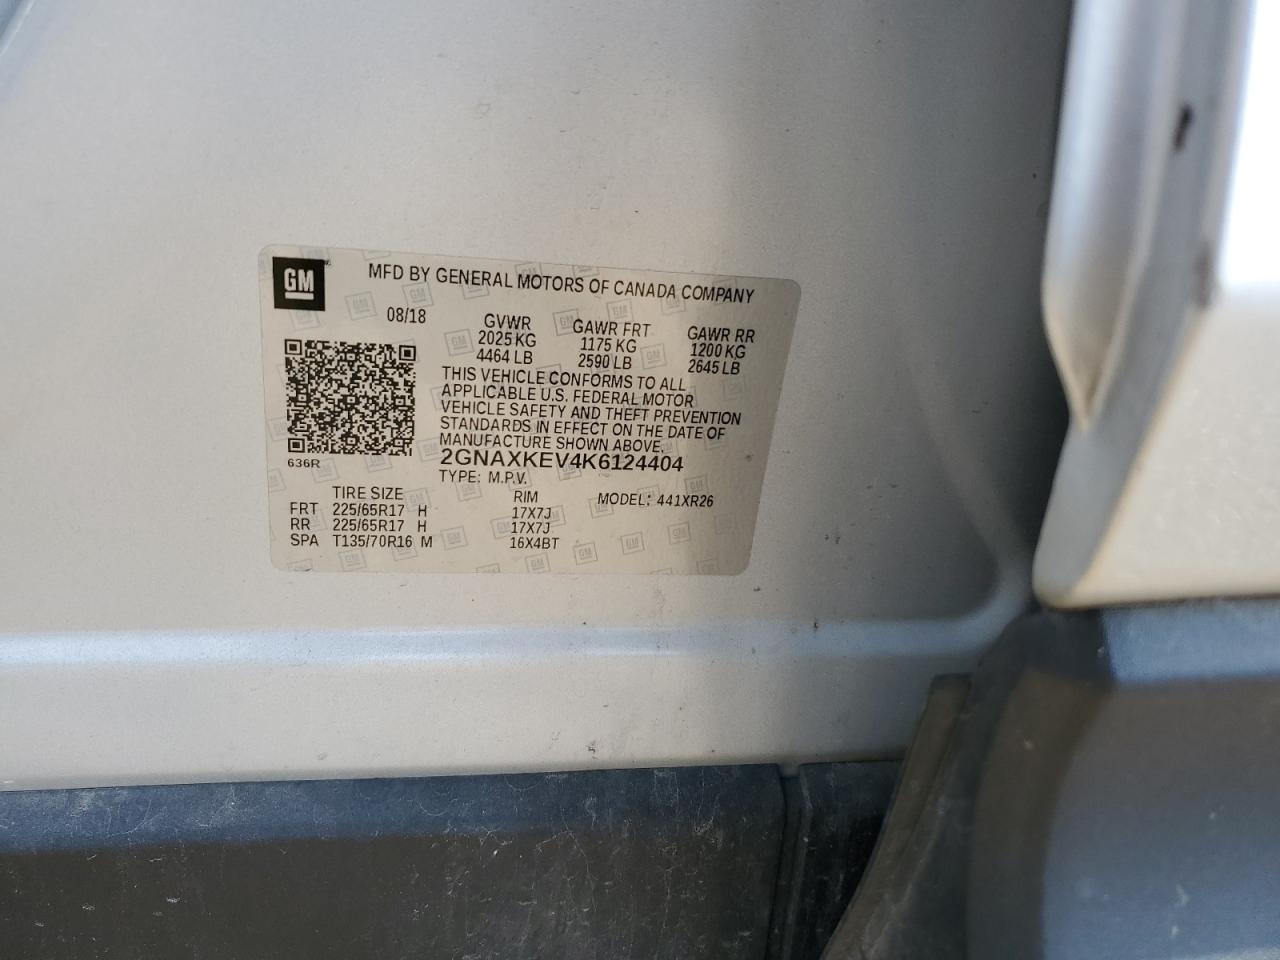 GM
MFD BY GENERAL MOTORS OF CANADA COMPANY
08/18
GVWR GAWR FRT GAWR RR
2025 KG 1175 KG 1200 KG
4464 LB 2590 LB 2645 LB
THIS VEHICLE CONFORMS TO ALL
APPLICABLE U.S. FEDERAL MOTOR
VEHICLE SAFETY AND THEFT PREVENTION
STANDARDS IN EFFECT ON THE DATE OF
MANUFACTURE SHOWN ABOVE.
636R
2GNAXKEV4K6124404
TYPE: M.P.V.
TIRE SIZE RIM MODEL: 441XR26
FRT 225/65R17 H 17X7J
RR 225/65R17 H 17X7J
SPA T135/70R16 M 16X4BT